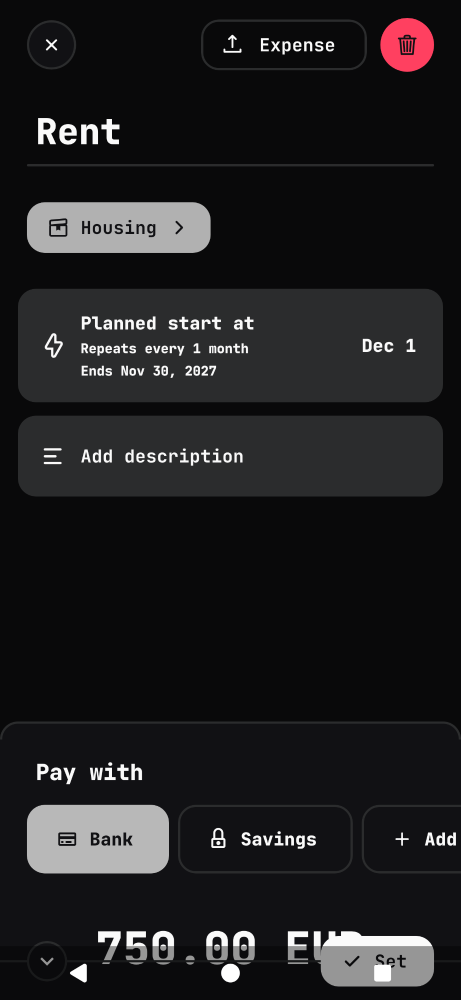 Expense
Rent
Housing
Planned start at
Repeats every 1 month
Ends Nov 30, 2027
Dec 1
Add description
Pay with
Bank
Savings
Add
750.00 EUR
Set